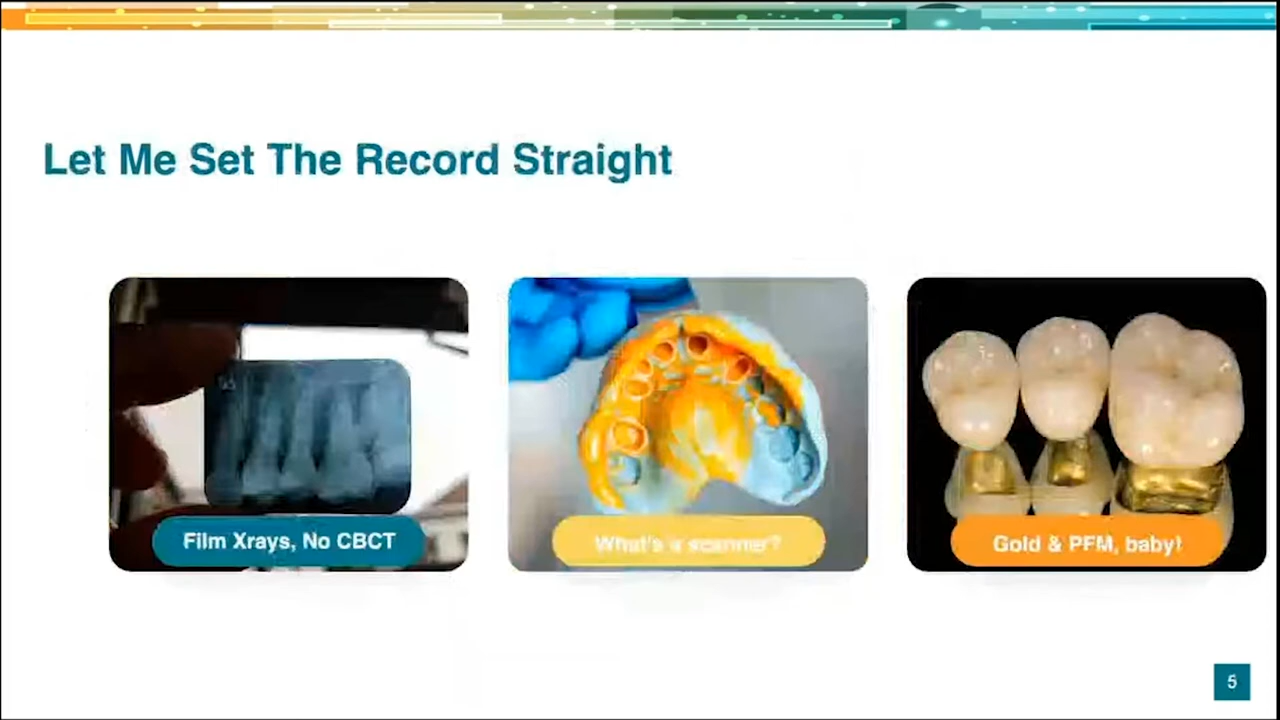 Let Me Set The Record Straight
Film Xrays, No CBCT
What's a scanner?
Gold & PFM, baby!
5